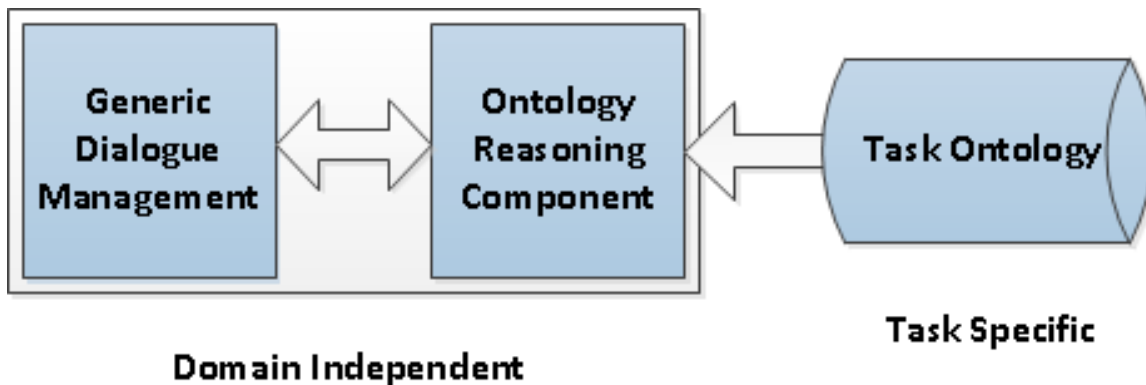 Generic
Dialogue
Management
Ontology
Reasoning
Component
Task Ontology
Task Specific
Domain Independent